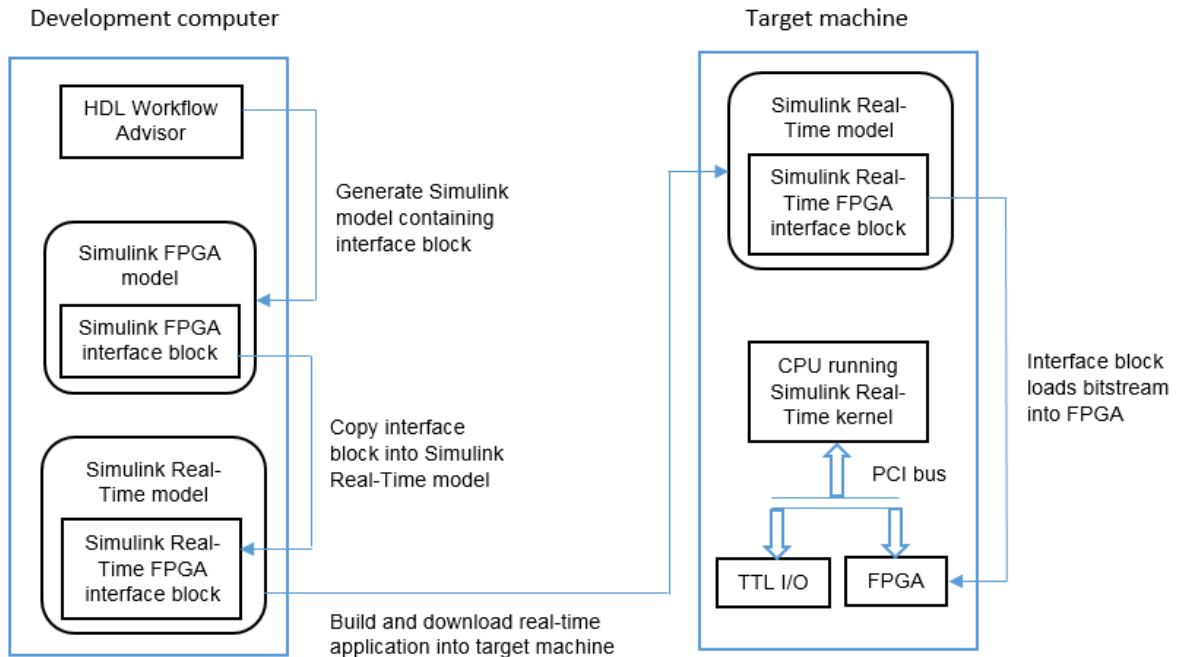 Development computer
HDL Workflow
Advisor
Generate Simulink
model containing
interface block
Simulink FPGA
model
Simulink FPGA
interface block
Copy interface
block into Simulink
Real-Time model
Simulink Real-
Time model
Simulink Real-
Time FPGA
interface block
Build and download real-time
application into target machine
Target machine
Simulink Real-
Time model
Simulink Real-
Time FPGA
interface block
CPU running
Simulink Real-
Time kernel
PCI bus
TTL I/O
FPGA
Interface block
loads bitstream
into FPGA